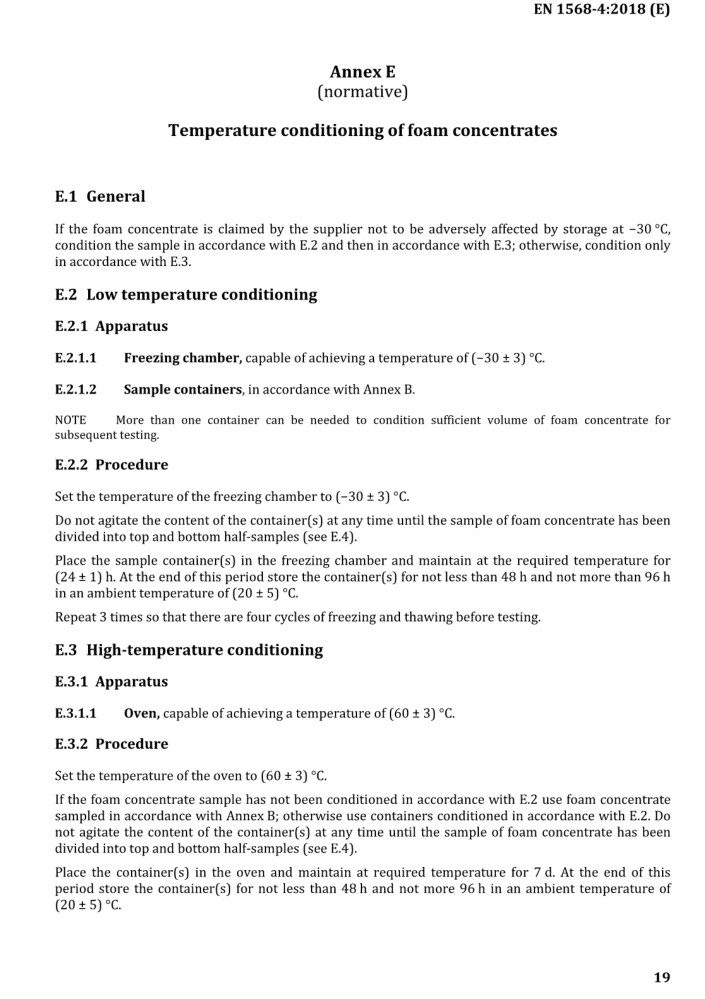 EN 1568-4:2018 (E)
Annex E
(normative)
Temperature conditioning of foam concentrates
E.1 General
If the foam concentrate is claimed by the supplier not to be adversely affected by storage at −30 °C,
condition the sample in accordance with E.2 and then in accordance with E.3; otherwise, condition only
in accordance with E.3.
E.2 Low temperature conditioning
E.2.1 Apparatus
E.2.1.1 Freezing chamber, capable of achieving a temperature of (−30 ± 3) °C.
E.2.1.2 Sample containers, in accordance with Annex B.
NOTE More than one container can be needed to condition sufficient volume of foam concentrate for
subsequent testing.
E.2.2 Procedure
Set the temperature of the freezing chamber to (−30 ± 3) °C.
Do not agitate the content of the container(s) at any time until the sample of foam concentrate has been
divided into top and bottom half-samples (see E.4).
Place the sample container(s) in the freezing chamber and maintain at the required temperature for
(24 ± 1) h. At the end of this period store the container(s) for not less than 48 h and not more than 96 h
in an ambient temperature of (20 ± 5) °C.
Repeat 3 times so that there are four cycles of freezing and thawing before testing.
E.3 High-temperature conditioning
E.3.1 Apparatus
E.3.1.1 Oven, capable of achieving a temperature of (60 ± 3) °C.
E.3.2 Procedure
Set the temperature of the oven to (60 ± 3) °C.
If the foam concentrate sample has not been conditioned in accordance with E.2 use foam concentrate
sampled in accordance with Annex B; otherwise use containers conditioned in accordance with E.2. Do
not agitate the content of the container(s) at any time until the sample of foam concentrate has been
divided into top and bottom half-samples (see E.4).
Place the container(s) in the oven and maintain at required temperature for 7 d. At the end of this
period store the container(s) for not less than 48 h and not more 96 h in an ambient temperature of
(20 ± 5) °C.
19